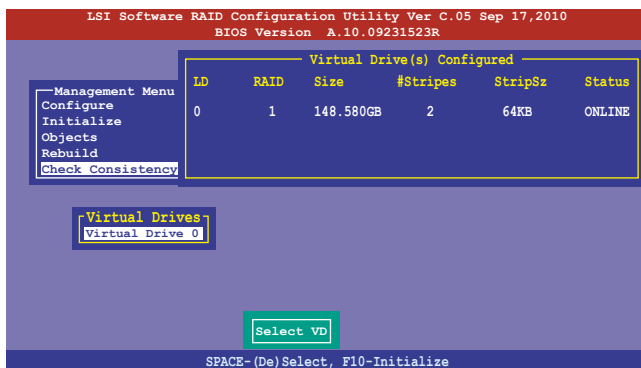 LSI Software RAID Configuration Utility Ver C.05 Sep 17,2010
BIOS Version A.10.09231523R
Virtual Drive(s) Configured
LD RAID Size #Stripes StripSz Status
0 1 148.580GB 2 64KB ONLINE
Management Menu
Configure
Initialize
Objects
Rebuild
Check Consistency
Virtual Drives
Virtual Drive 0
Select VD
SPACE-(De)Select, F10-Initialize